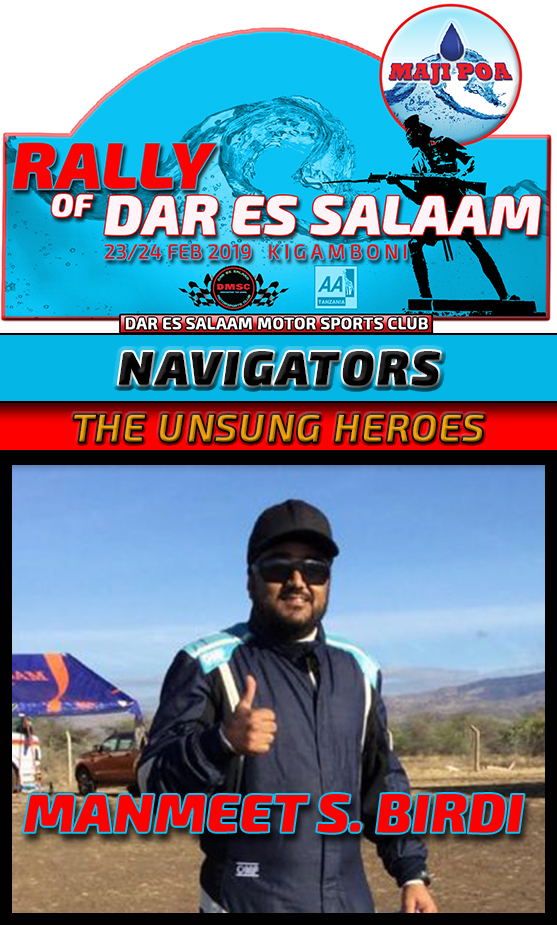 MAJI POA
RALLY
OF DAR ES SALAAM
23/24 FEB 2019 KIGAMBONI
DMSC
AA
TANZANIA
DAR ES SALAAM MOTOR SPORTS CLUB
NAVIGATORS
THE UNSUNG HEROES
MANMEET S. BIRDI
OMP